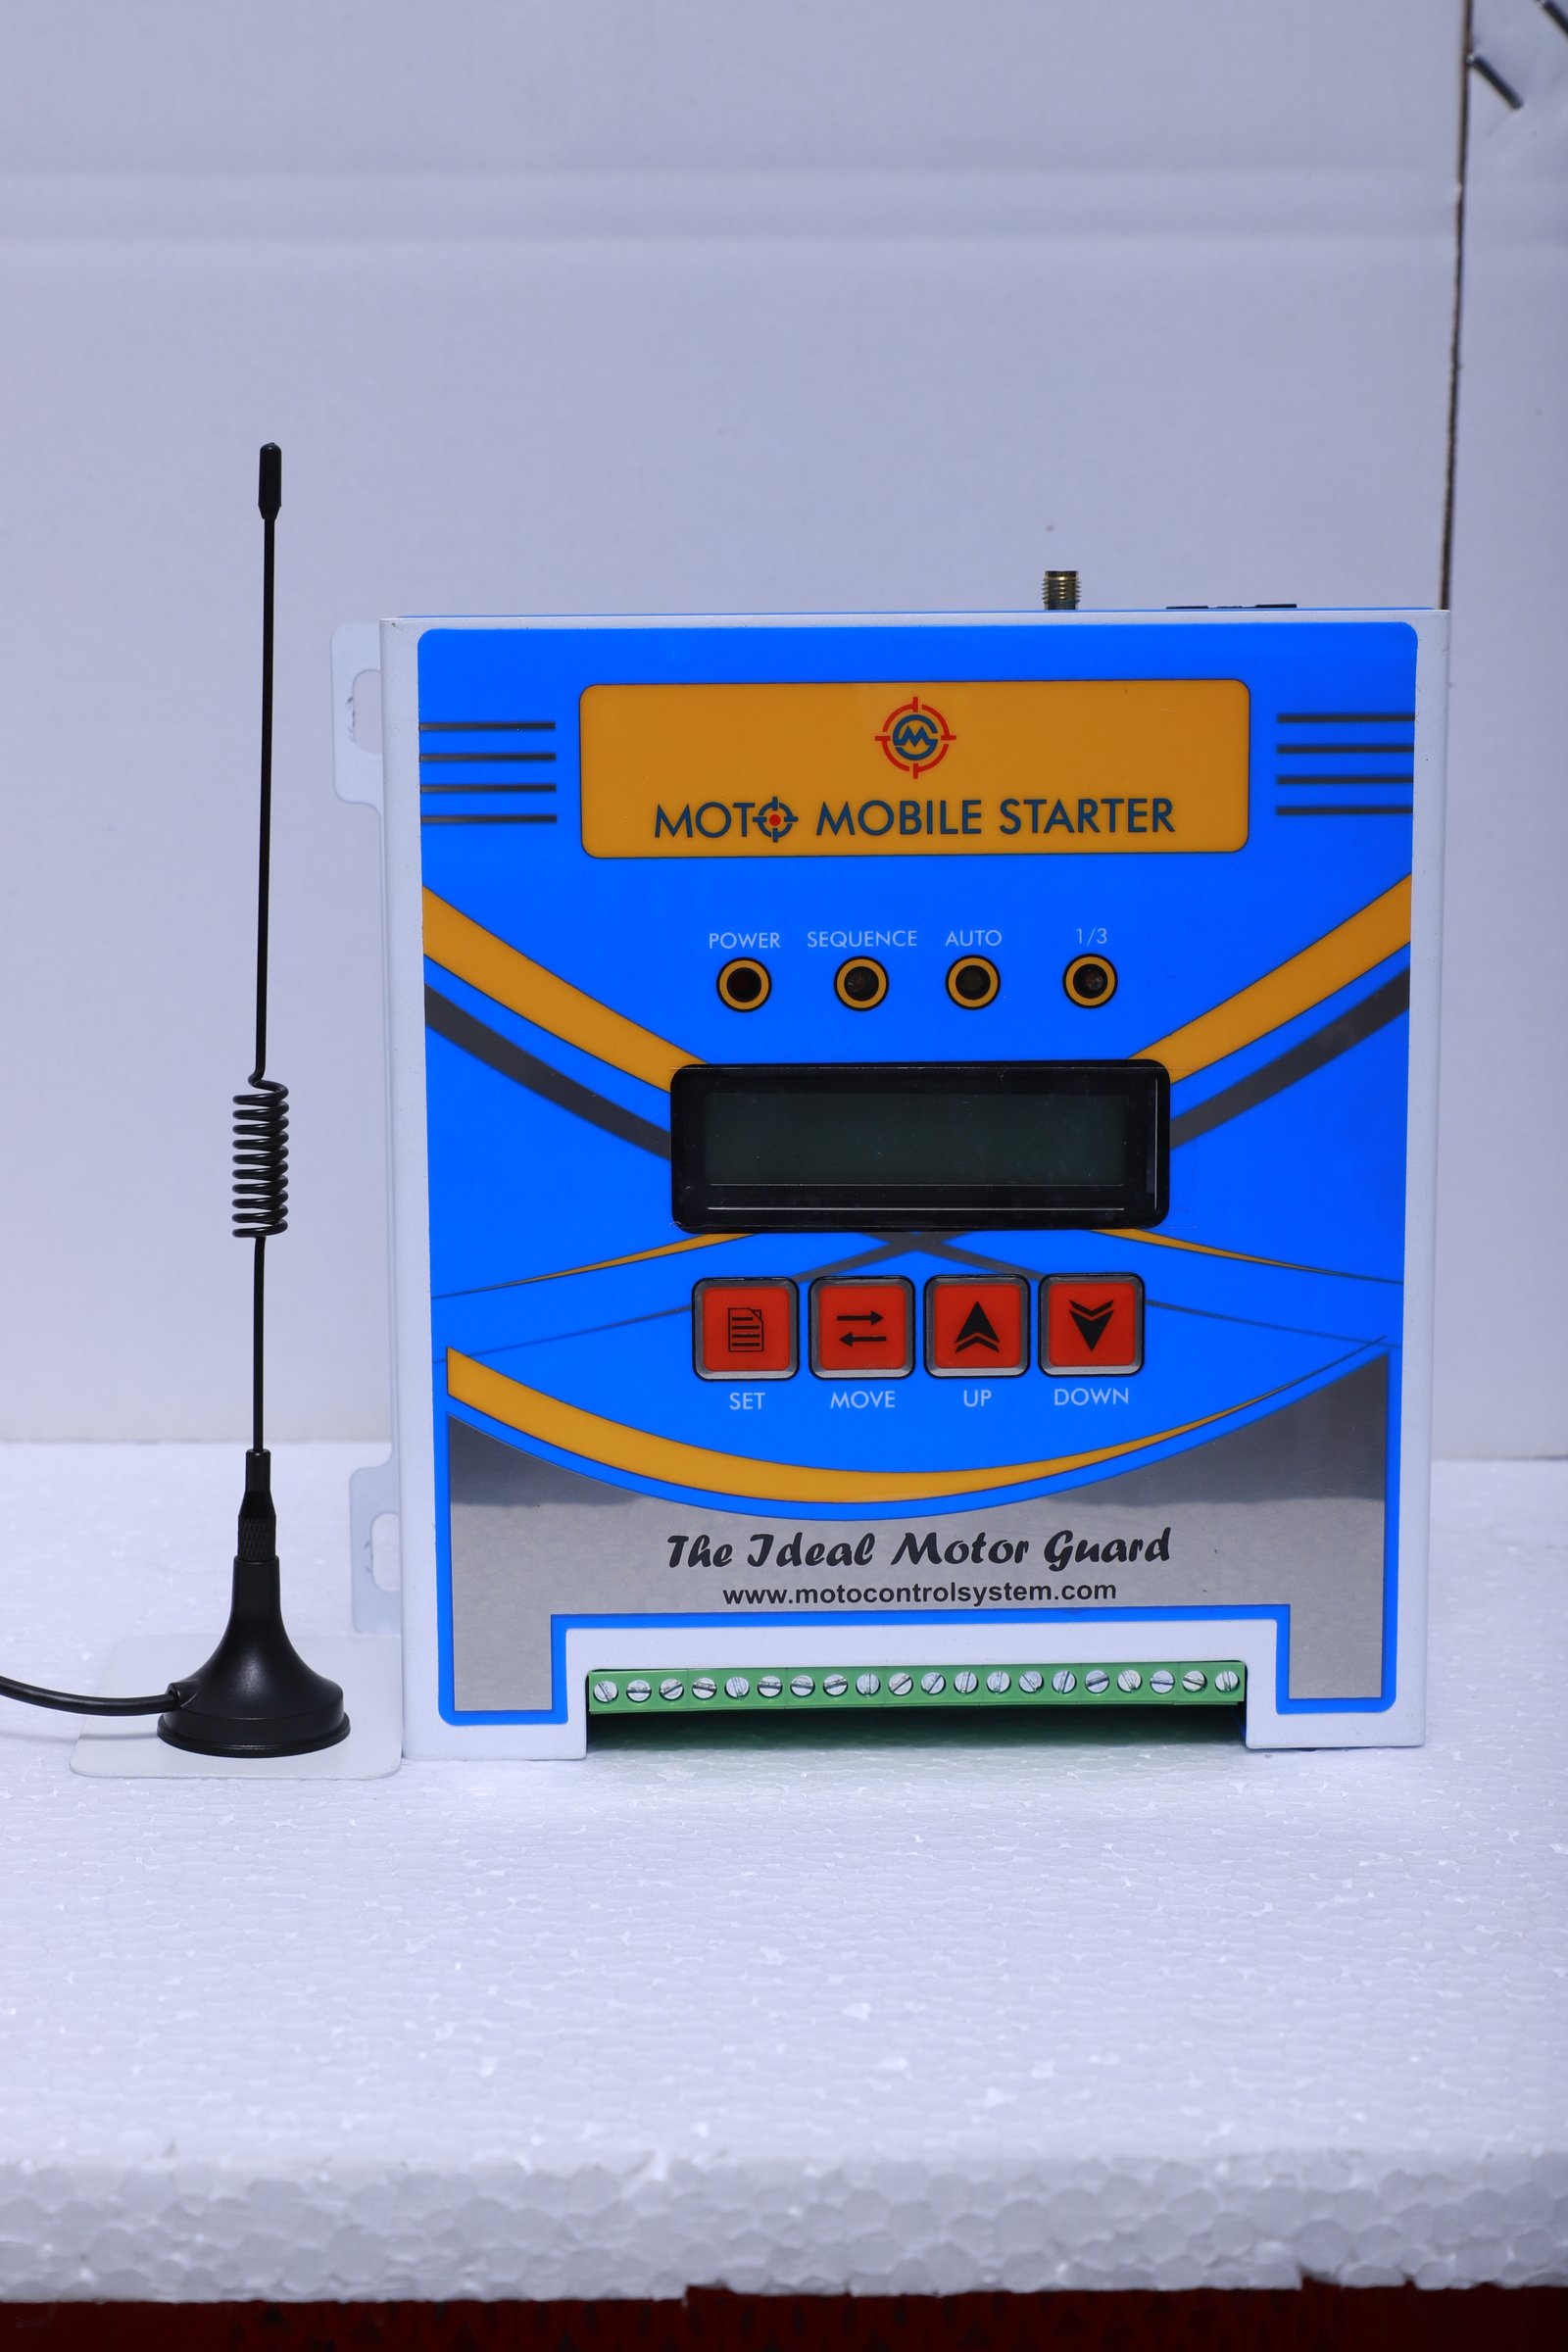 MOTO MOBILE STARTER
POWER SEQUENCE AUTO 1/3
SET MOVE UP DOWN
The Ideal Motor Guard
www.motocontrolsystem.com